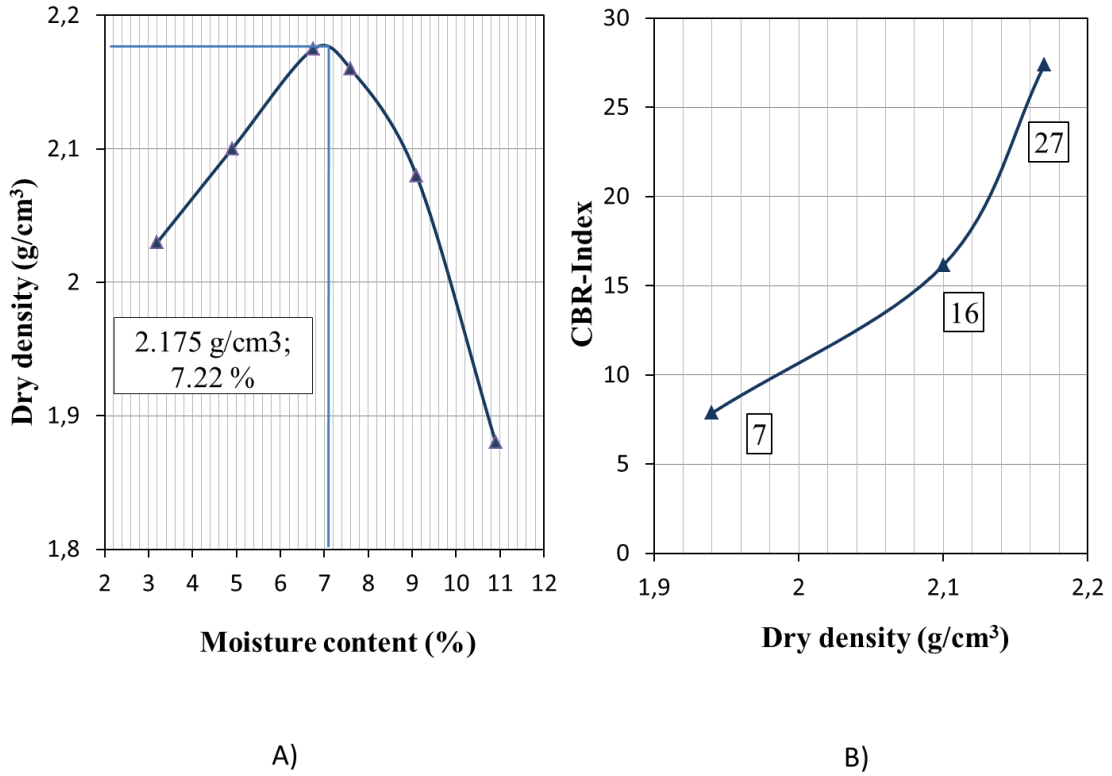 2,2
2,1
2
1,9
1,8
Dry density (g/cm³)
2.175 g/cm3;
7.22 %
2 3 4 5 6 7 8 9 10 11 12
Moisture content (%)
A)
30
25
20
15
10
5
0
CBR-Index
27
16
7
1,9 2 2,1 2,2
Dry density (g/cm³)
B)